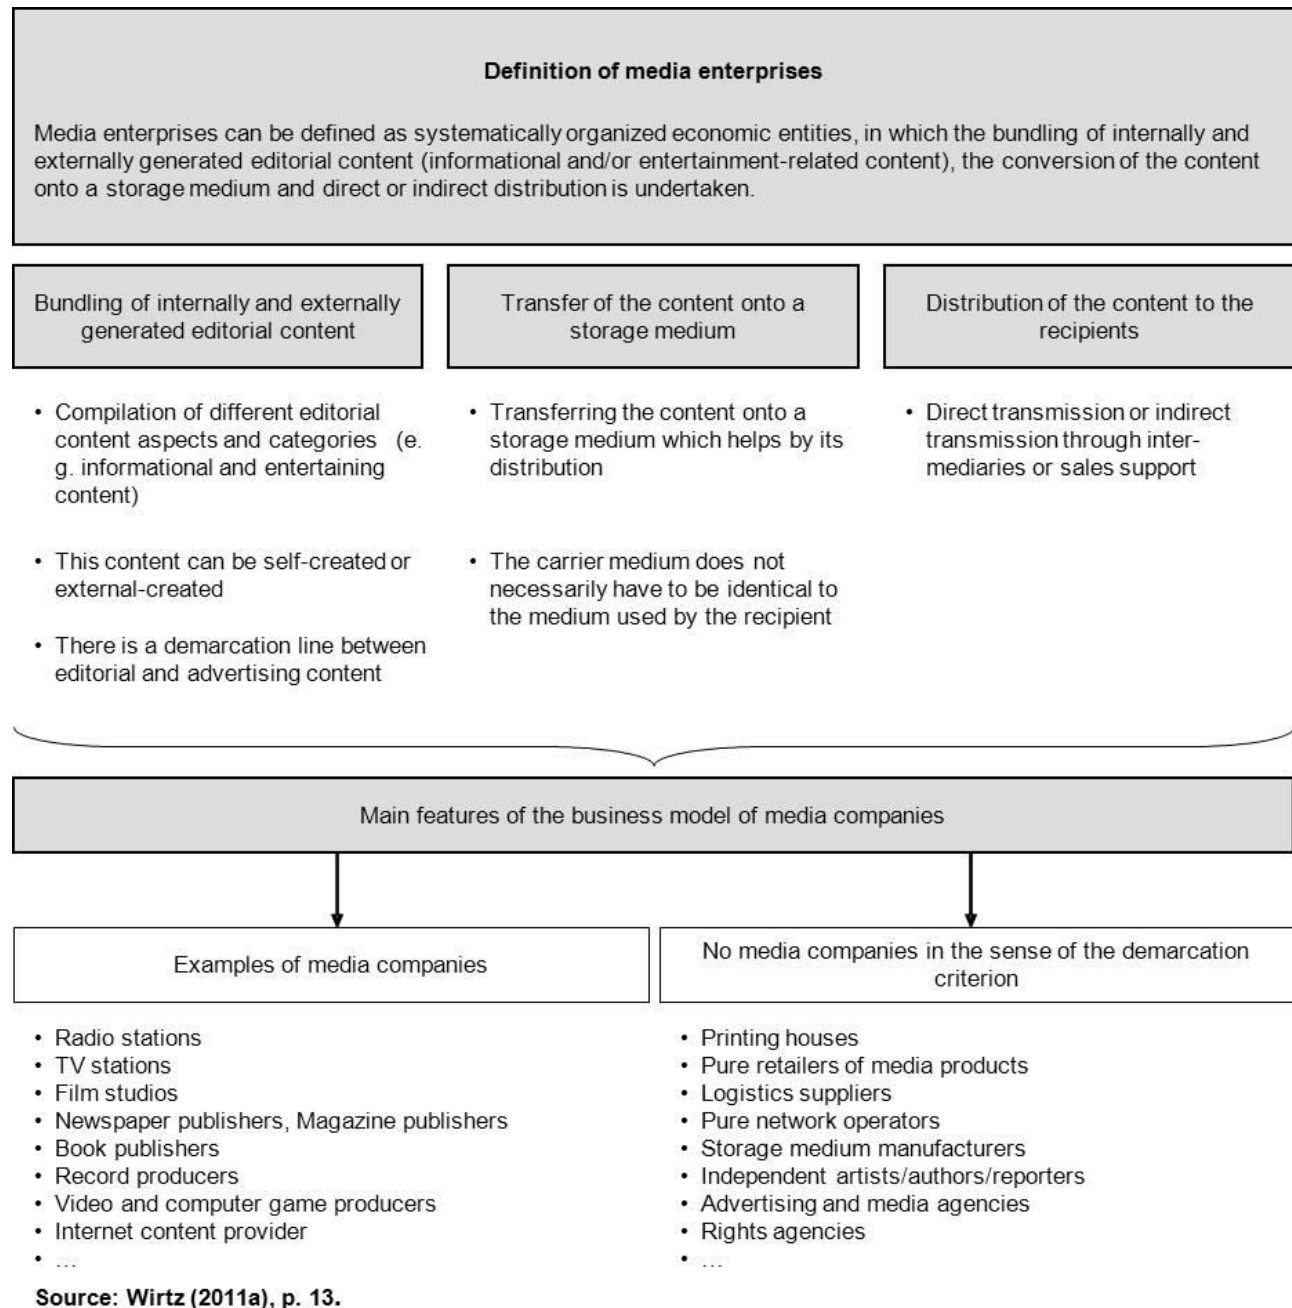 Definition of media enterprises
Media enterprises can be defined as systematically organized economic entities, in which the bundling of internally and
externally generated editorial content (informational and/or entertainment-related content), the conversion of the content
onto a storage medium and direct or indirect distribution is undertaken.
Bundling of internally and externally
generated editorial content
• Compilation of different editorial
content aspects and categories (e.
g. informational and entertaining
content)
• This content can be self-created or
external-created
• There is a demarcation line between
editorial and advertising content
Transfer of the content onto a
storage medium
• Transferring the content onto a
storage medium which helps by its
distribution
• The carrier medium does not
necessarily have to be identical to
the medium used by the recipient
Distribution of the content to the
recipients
• Direct transmission or indirect
transmission through inter-
mediaries or sales support
Main features of the business model of media companies
Examples of media companies
• Radio stations
• TV stations
• Film studios
• Newspaper publishers, Magazine publishers
• Book publishers
• Record producers
• Video and computer game producers
• Internet content provider
• ...
No media companies in the sense of the demarcation
criterion
• Printing houses
• Pure retailers of media products
• Logistics suppliers
• Pure network operators
• Storage medium manufacturers
• Independent artists/authors/reporters
• Advertising and media agencies
• Rights agencies
• ...
Source: Wirtz (2011a), p. 13.